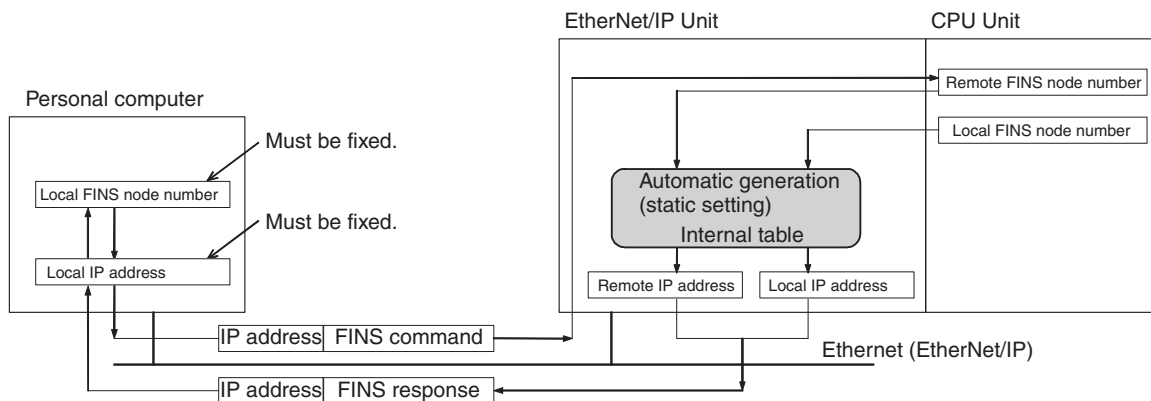 EtherNet/IP Unit
CPU Unit
Remote FINS node number
Personal computer
Local FINS node number
Must be fixed.
Automatic generation
(static setting)
Internal table
Local FINS node number
Must be fixed.
Local IP address
Remote IP address
Local IP address
IP address
FINS command
Ethernet (EtherNet/IP)
IP address
FINS response